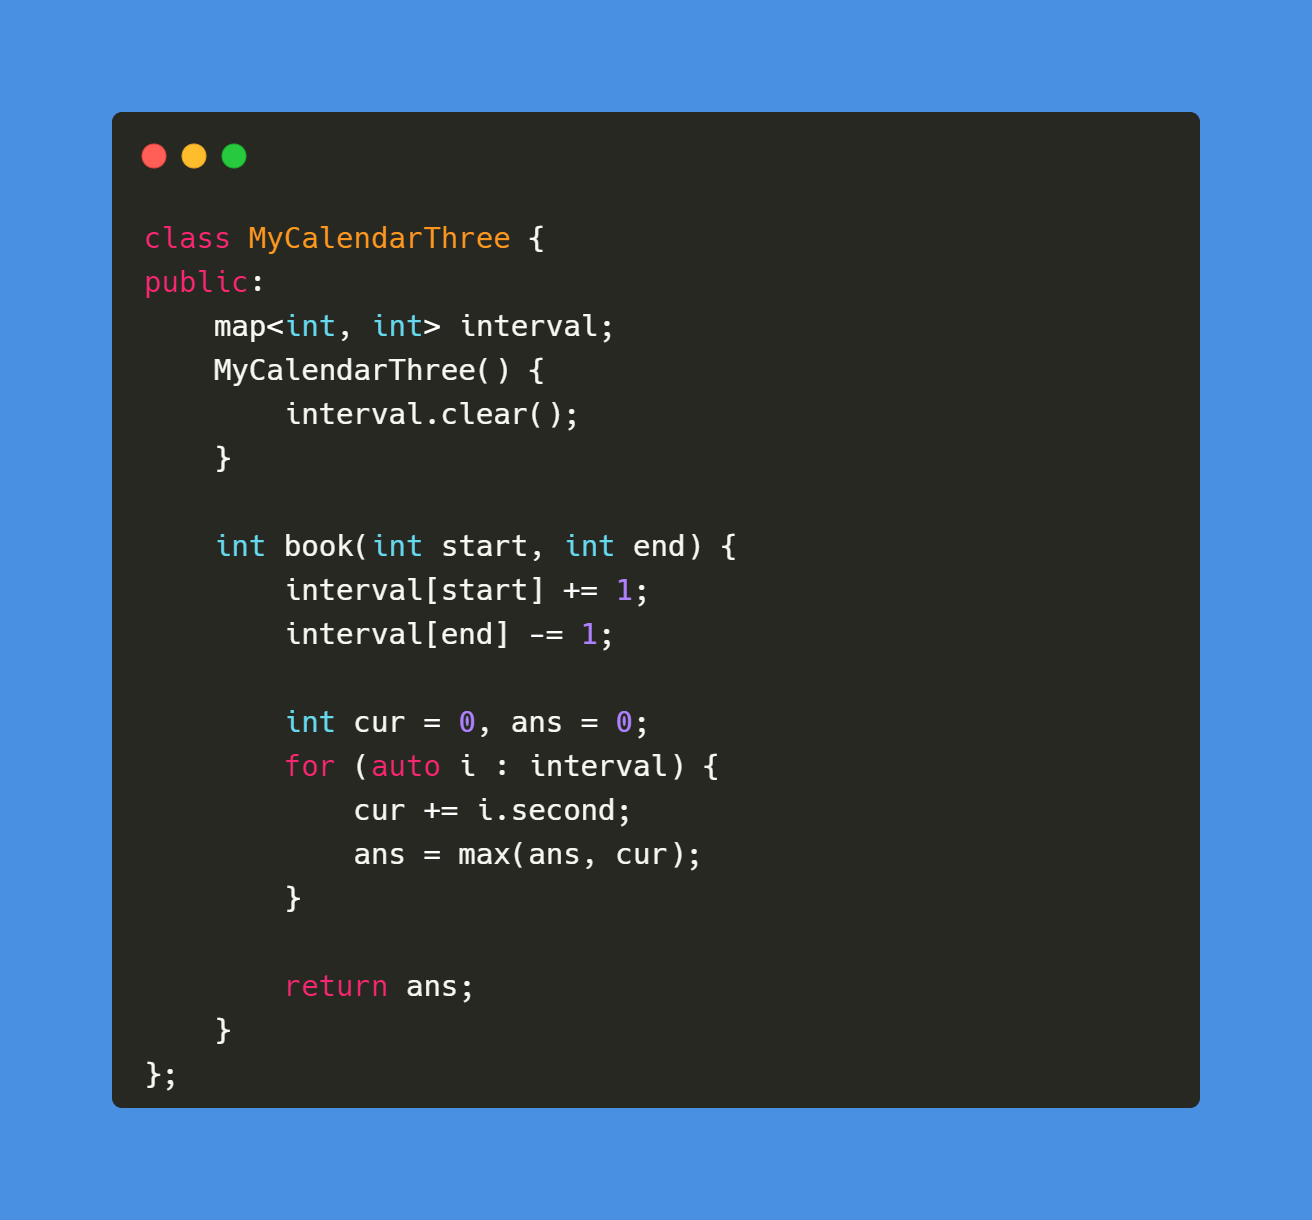 class MyCalendarThree {
public:
    map<int, int> interval;
    MyCalendarThree() {
        interval.clear();
    }

    int book(int start, int end) {
        interval[start] += 1;
        interval[end] -= 1;

        int cur = 0, ans = 0;
        for (auto i : interval) {
            cur += i.second;
            ans = max(ans, cur);
        }

        return ans;
    }
};